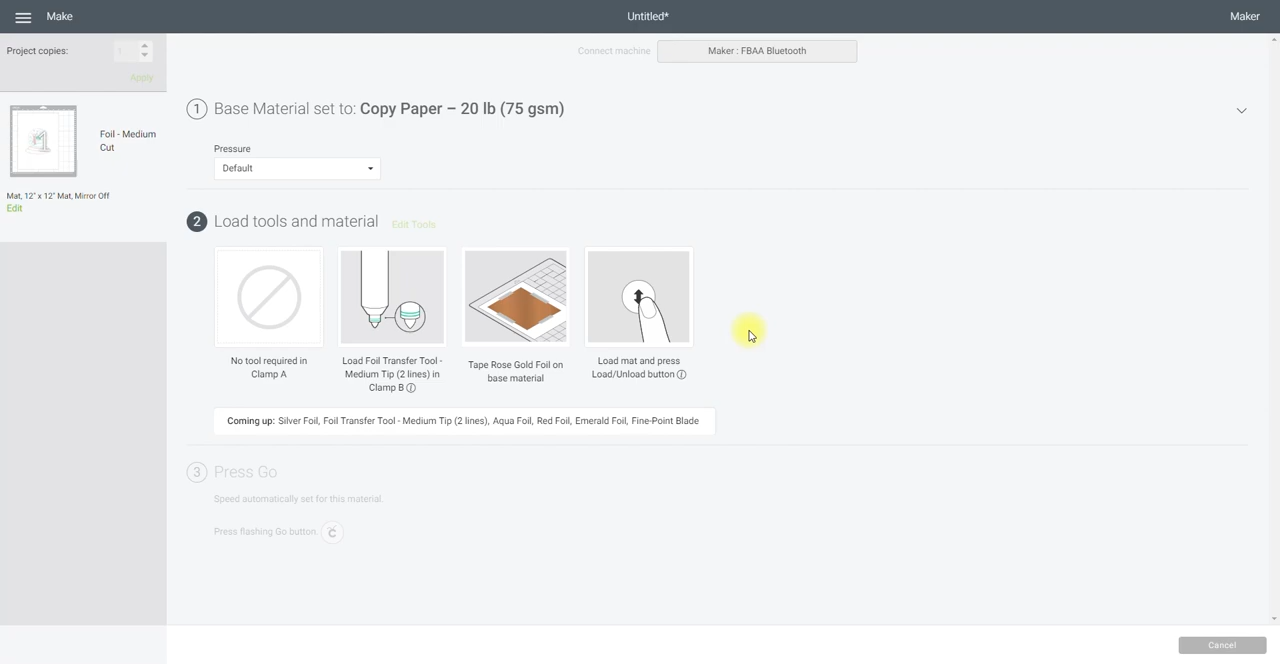 Make
Untitled*
Maker
Project copies:
1
Apply
Connect machine
Maker : FBAA Bluetooth
Foil - Medium
Cut
Mat, 12" x 12" Mat, Mirror Off
Edit
1 Base Material set to: Copy Paper – 20 lb (75 gsm)
Pressure
Default
2 Load tools and material
Edit Tools
No tool required in
Clamp A
Load Foil Transfer Tool -
Medium Tip (2 lines) in
Clamp B
Tape Rose Gold Foil on
base material
Load mat and press
Load/Unload button
Coming up: Silver Foil, Foil Transfer Tool - Medium Tip (2 lines), Aqua Foil, Red Foil, Emerald Foil, Fine-Point Blade
3 Press Go
Speed automatically set for this material.
Press flashing Go button.
Cancel